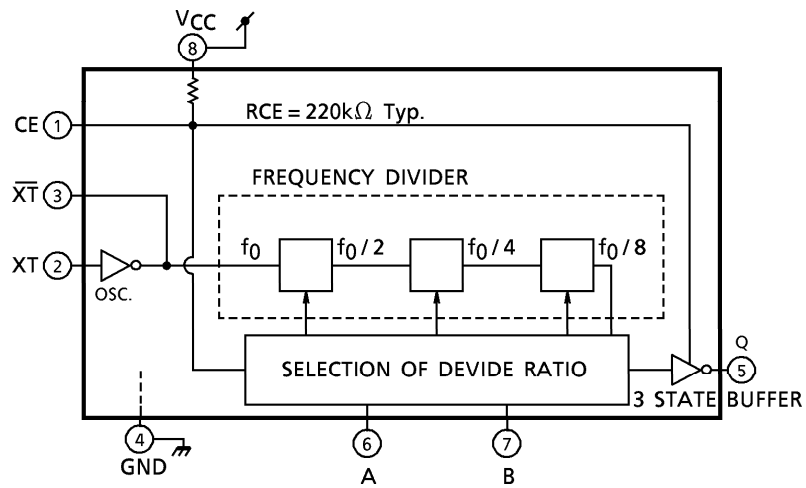 VCC
8
CE 1
RCE = 220kΩ Typ.
X̅T̅ 3
FREQUENCY DIVIDER
XT 2
f0
f0/2
f0/4
f0/8
OSC.
SELECTION OF DEVIDE RATIO
Q
5
3 STATE BUFFER
4
GND
6
A
7
B